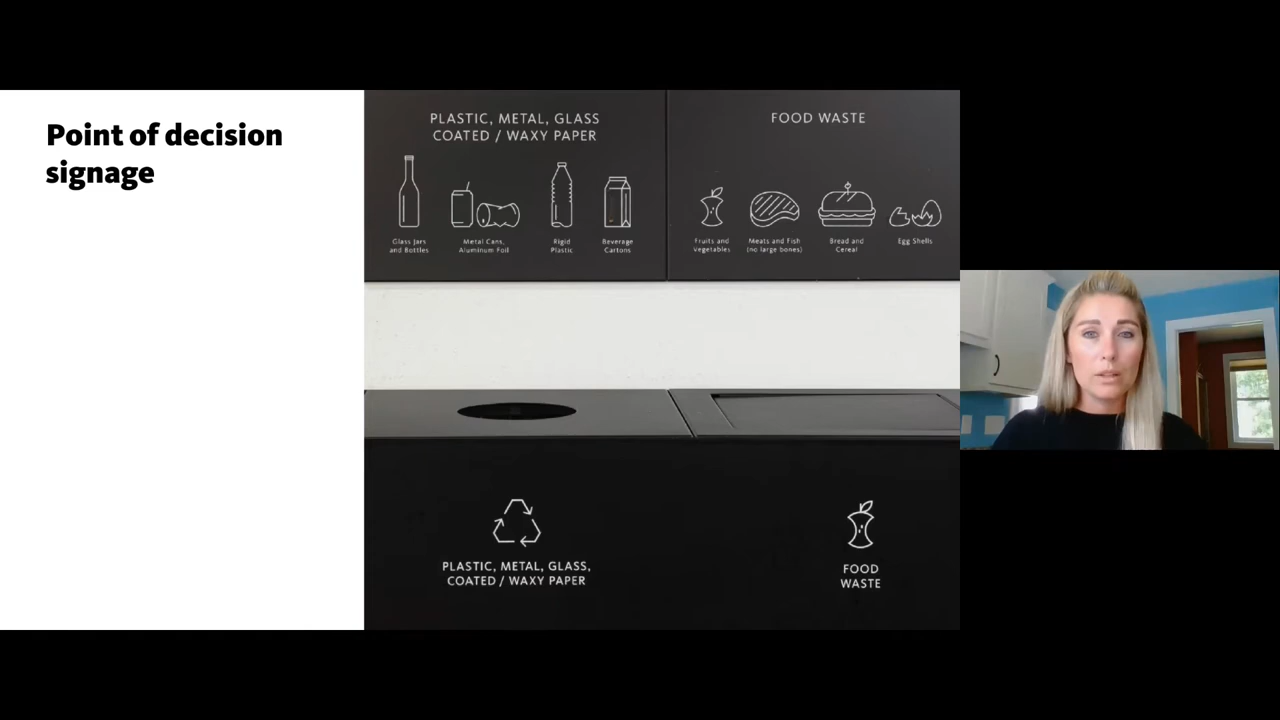 Point of decision
signage
PLASTIC, METAL, GLASS
COATED / WAXY PAPER
Glass Jars
and Bottles
Metal Cans,
Aluminum Foil
Rigid
Plastic
Beverage
Cartons
FOOD WASTE
Fruits and
Vegetables
Meats and Fish
(no large bones)
Bread and
Cereal
Egg Shells
PLASTIC, METAL, GLASS,
COATED / WAXY PAPER
FOOD
WASTE